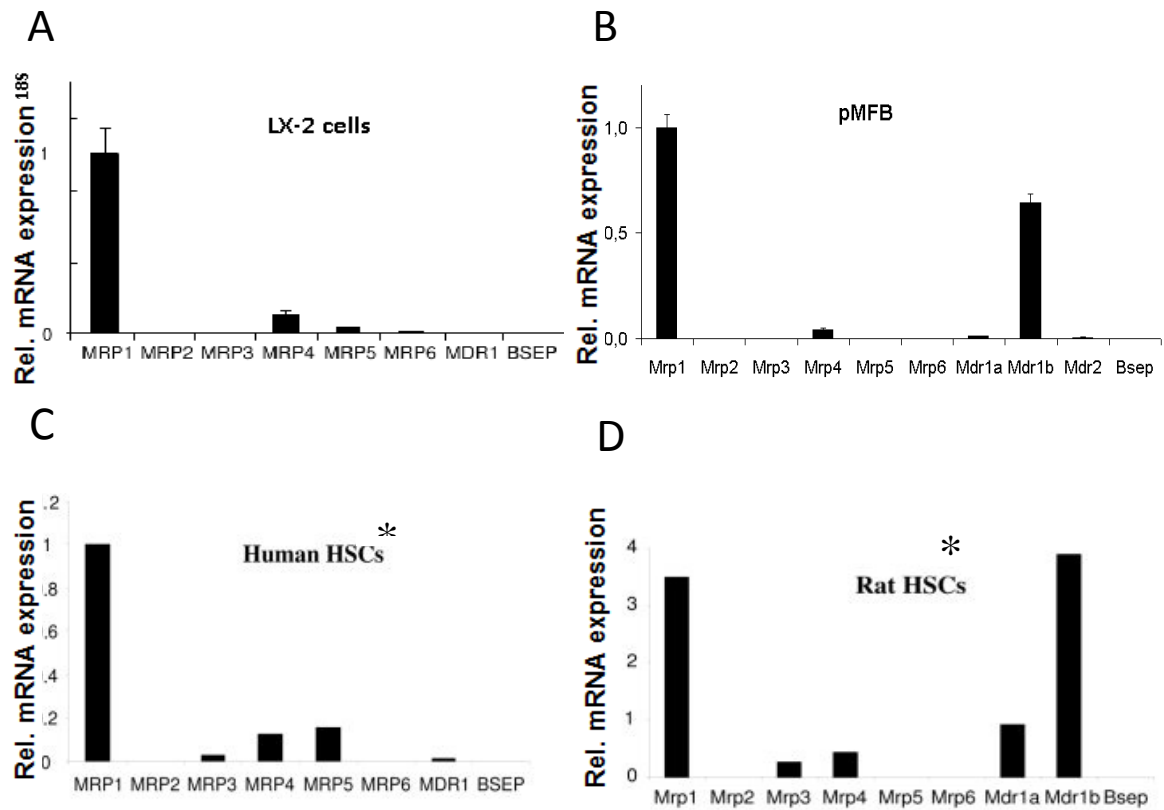 A
Rel. mRNA expression 18S
LX-2 cells
1
0
MRP1 MRP2 MRP3 MRP4 MRP5 MRP6 MDR1 BSEP
B
Rel. mRNA expression
pMFB
1,0
0,5
0,0
Mrp1 Mrp2 Mrp3 Mrp4 Mrp5 Mrp6 Mdr1a Mdr1b Mdr2 Bsep
C
Rel. mRNA expression
Human HSCs*
.2
1
.8
.6
.4
.2
0
MRP1 MRP2 MRP3 MRP4 MRP5 MRP6 MDR1 BSEP
D
Rel. mRNA expression
*
Rat HSCs
4
3
2
1
0
Mrp1 Mrp2 Mrp3 Mrp4 Mrp5 Mrp6 Mdr1a Mdr1b Bsep